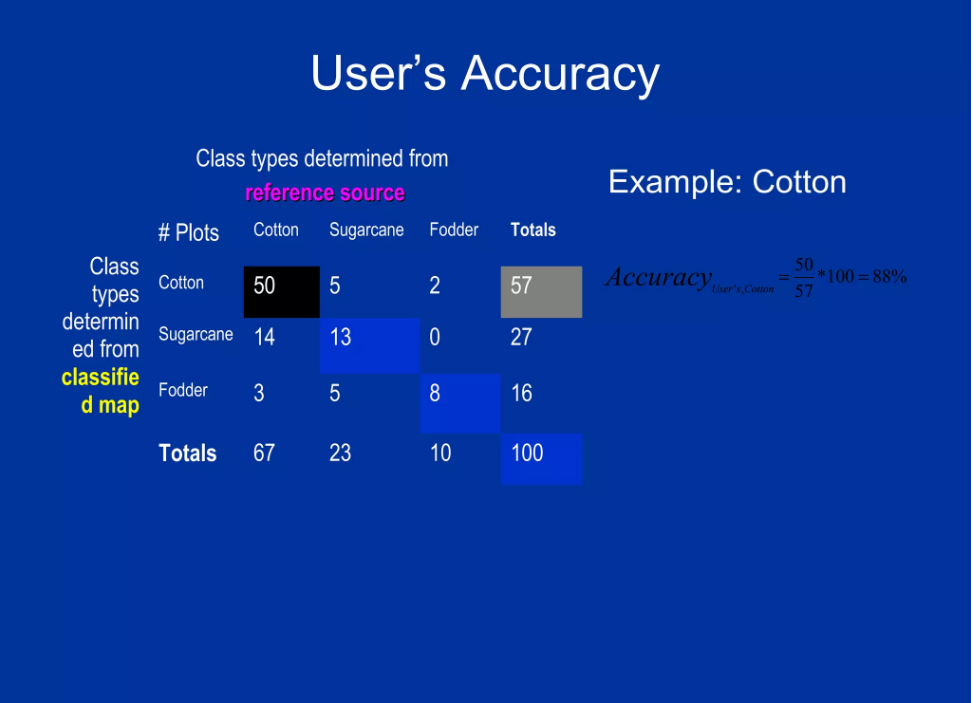 User's Accuracy
Class types determined from
reference source
Example: Cotton
# Plots Cotton Sugarcane Fodder Totals
Class
types
determin
ed from
classifie
d map
Cotton 50 5 2 57
Sugarcane 14 13 0 27
Fodder 3 5 8 16
Totals 67 23 10 100
Accuracy User's,Cotton = 50/57 *100 = 88%